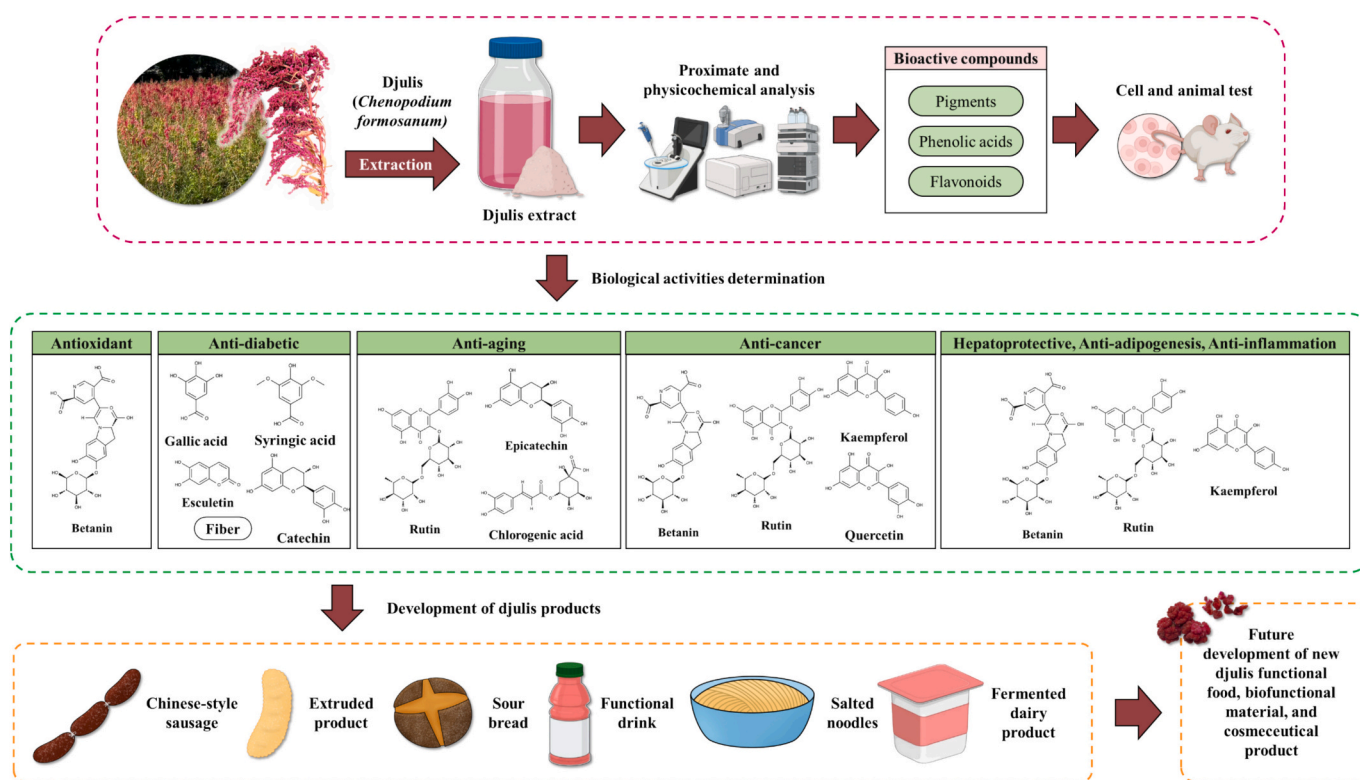 Djulis
(Chenopodium
formosanum)
Extraction
Djulis extract
Proximate and
physicochemical analysis
Bioactive compounds
Pigments
Phenolic acids
Flavonoids
Cell and animal test
Biological activities determination
Antioxidant
Betanin
Anti-diabetic
Gallic acid
Syringic acid
Esculetin
Fiber
Catechin
Anti-aging
Rutin
Epicatechin
Chlorogenic acid
Anti-cancer
Betanin
Rutin
Kaempferol
Quercetin
Hepatoprotective, Anti-adipogenesis, Anti-inflammation
Betanin
Rutin
Kaempferol
Development of djulis products
Chinese-style
sausage
Extruded
product
Sour
bread
Functional
drink
Salted
noodles
Fermented
dairy
product
Future
development of new
djulis functional
food, biofunctional
material, and
cosmeceutical
product